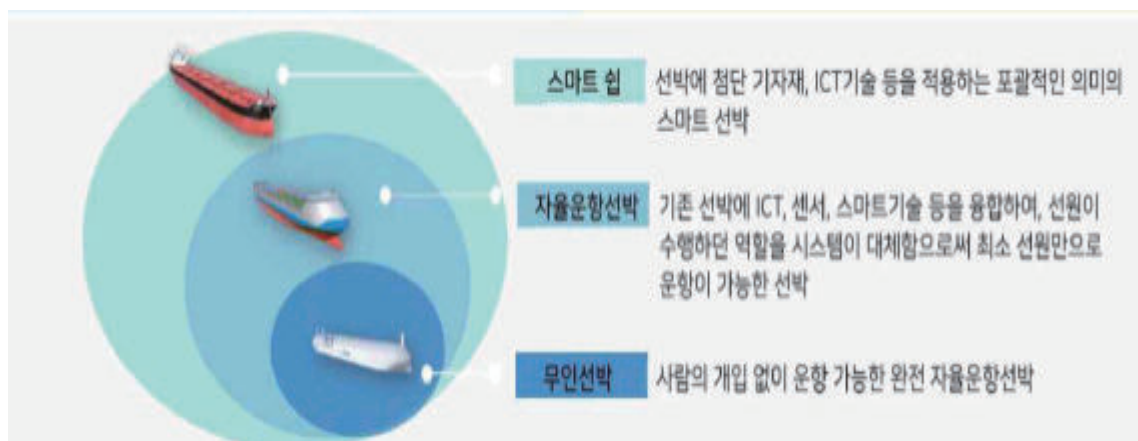 스마트 쉽
선박에 첨단 기자재, ICT기술 등을 적용하는 포괄적인 의미의
스마트 선박
자율운항선박
기존 선박에 ICT, 센서, 스마트기술 등을 융합하여, 선원이
수행하던 역할을 시스템이 대체함으로써 최소 선원만으로
운항이 가능한 선박
무인선박
사람의 개입 없이 운항 가능한 완전 자율운항선박